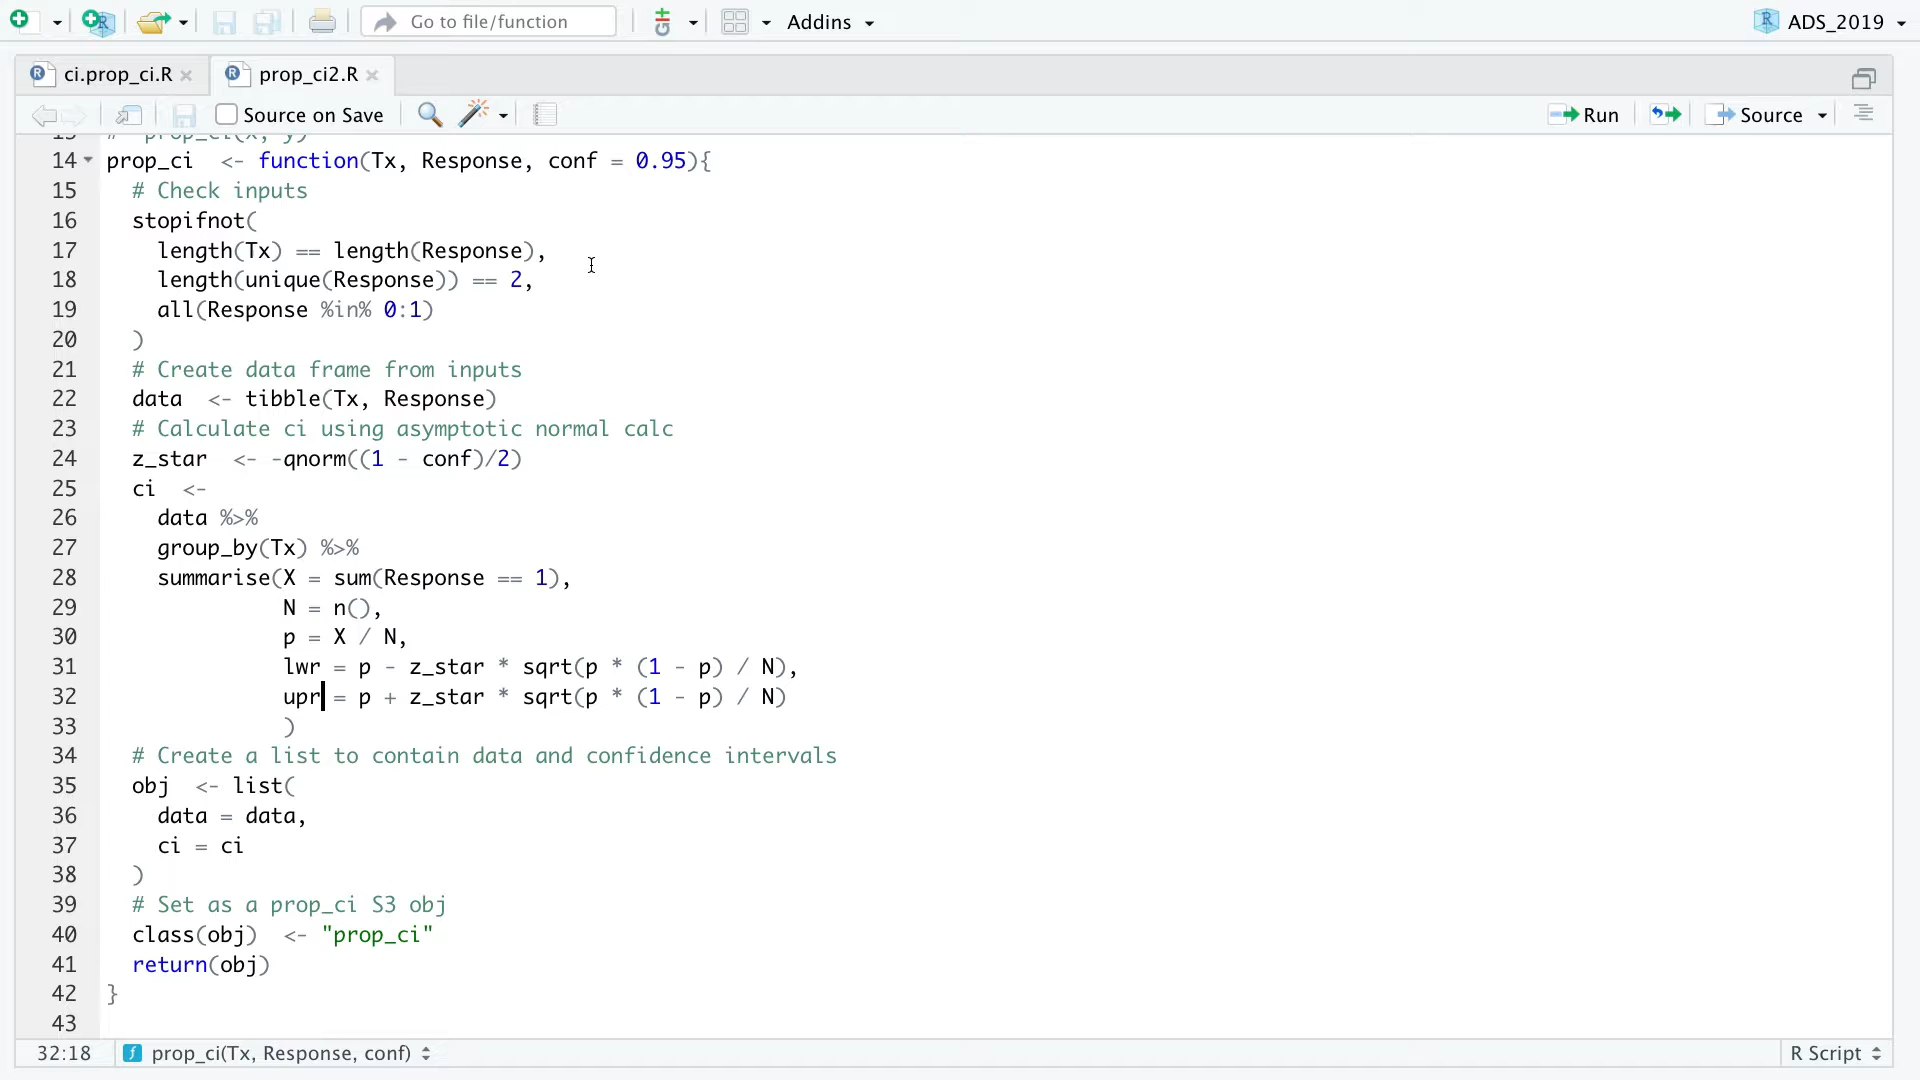 Go to file/function
Addins
ADS_2019
ci.prop_ci.R
prop_ci2.R
Source on Save
Run
Source
13 # prop_ci(x, y)
14 prop_ci  <- function(Tx, Response, conf = 0.95){
15   # Check inputs
16   stopifnot(
17     length(Tx) == length(Response),
18     length(unique(Response)) == 2,
19     all(Response %in% 0:1)
20   )
21   # Create data frame from inputs
22   data  <- tibble(Tx, Response)
23   # Calculate ci using asymptotic normal calc
24   z_star  <- -qnorm((1 - conf)/2)
25   ci  <-
26     data %>%
27     group_by(Tx) %>%
28     summarise(X = sum(Response == 1),
29               N = n(),
30               p = X / N,
31               lwr = p - z_star * sqrt(p * (1 - p) / N),
32               upr = p + z_star * sqrt(p * (1 - p) / N)
33               )
34   # Create a list to contain data and confidence intervals
35   obj  <- list(
36     data = data,
37     ci = ci
38   )
39   # Set as a prop_ci S3 obj
40   class(obj)  <- "prop_ci"
41   return(obj)
42 }
43
32:18
prop_ci(Tx, Response, conf)
R Script